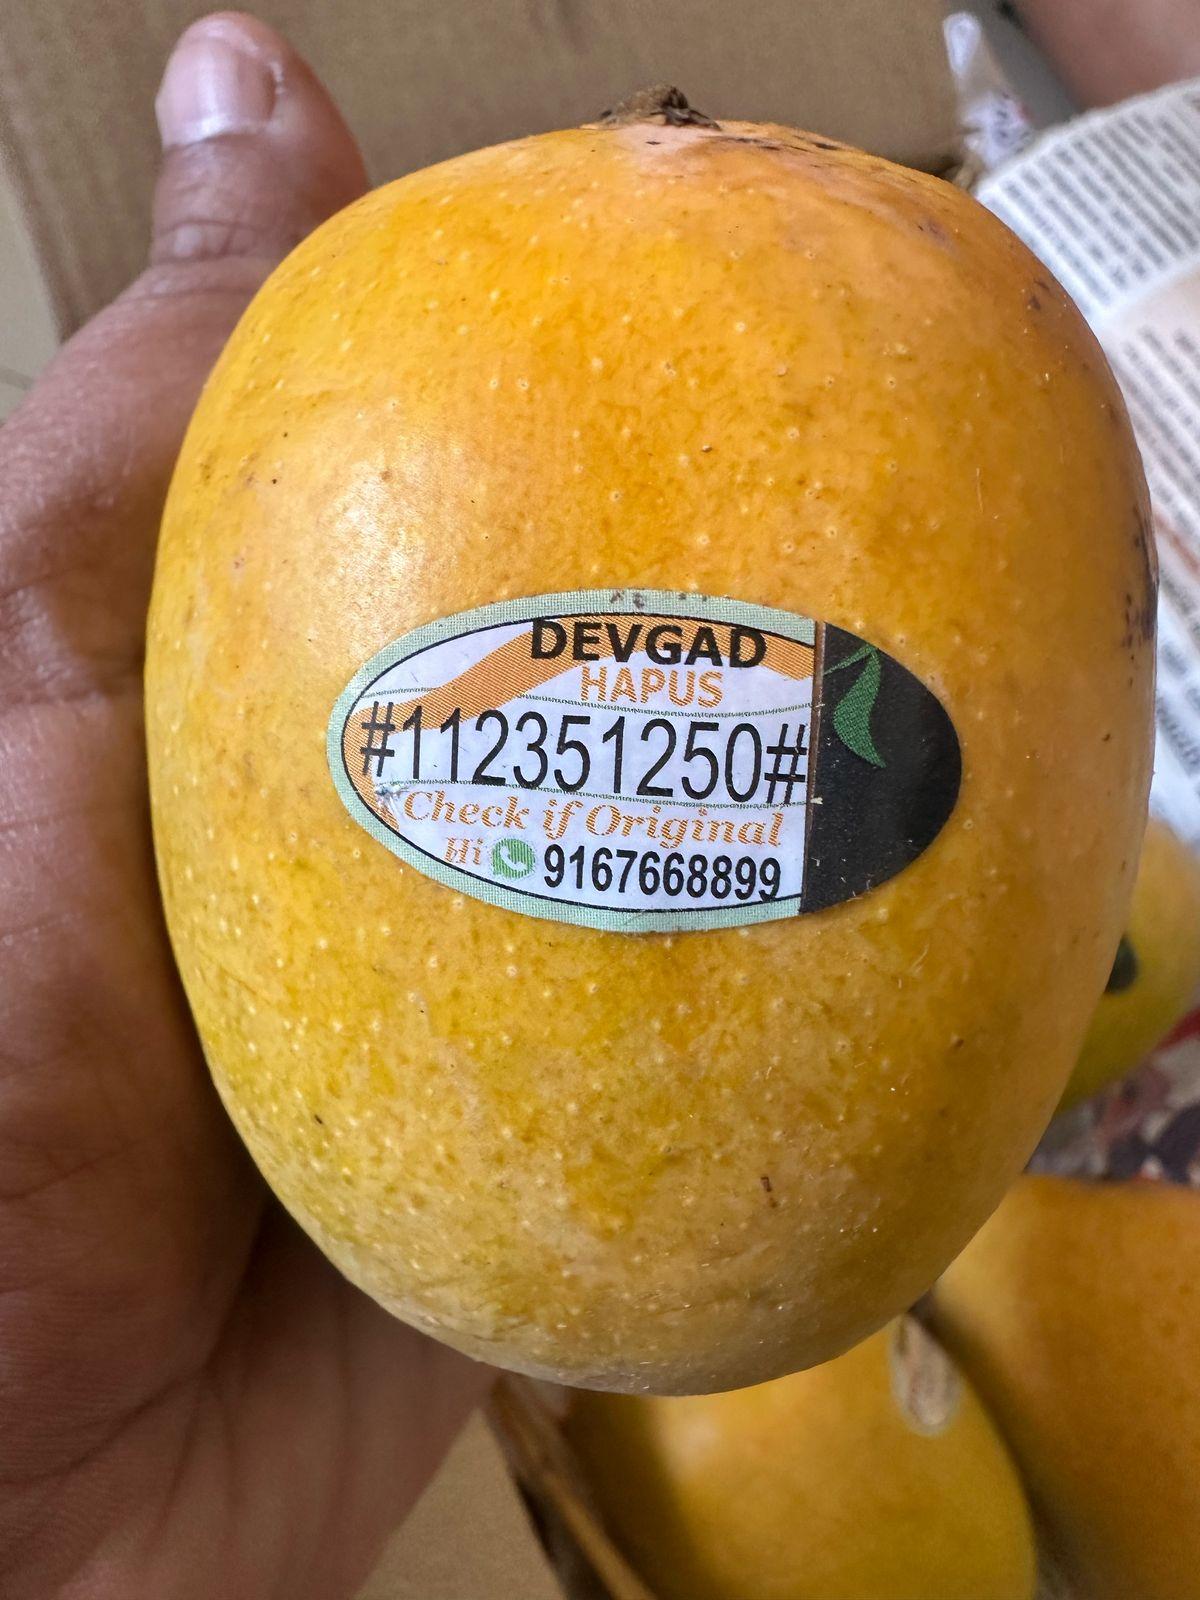 DEVGAD
HAPUS
#112351250#
Check if Original
Hi 9167668899